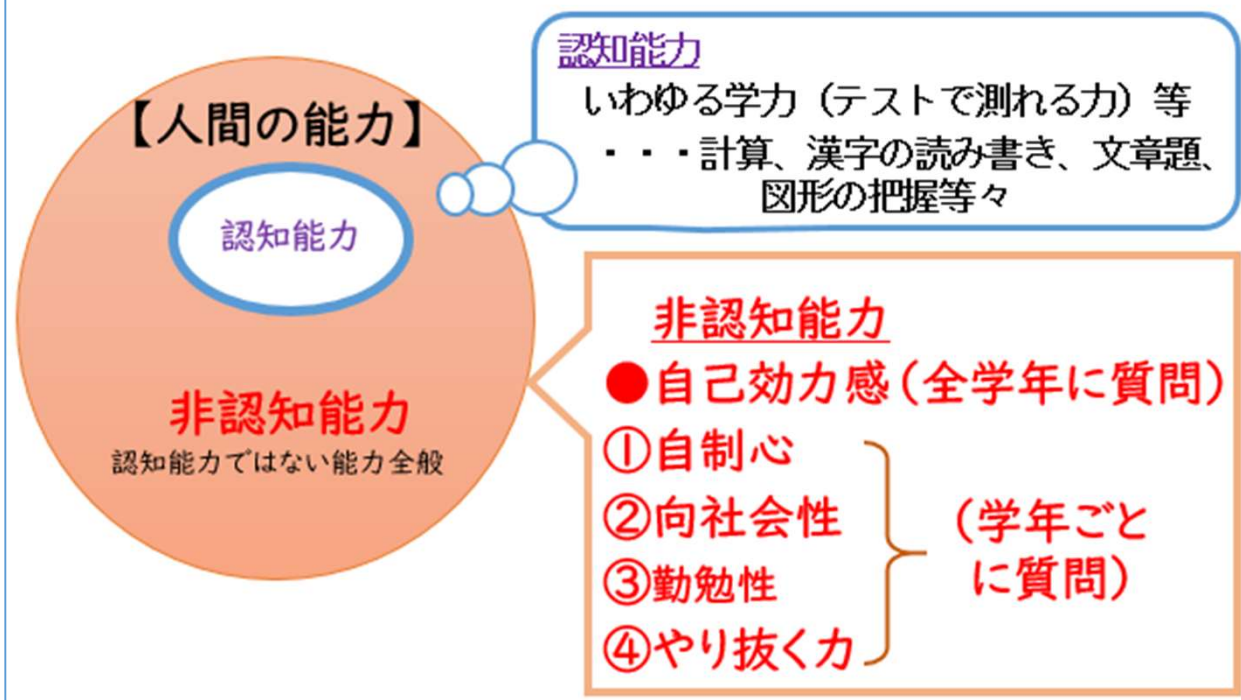 【人間の能力】
認知能力
非認知能力
認知能力ではない能力全般
認知能力
いわゆる学力（テストで測れる力）等
・・・計算、漢字の読み書き、文章題、
図形の把握等々
非認知能力
●自己効力感（全学年に質問）
①自制心
②向社会性
③勤勉性
④やり抜く力
（学年ごと
に質問）